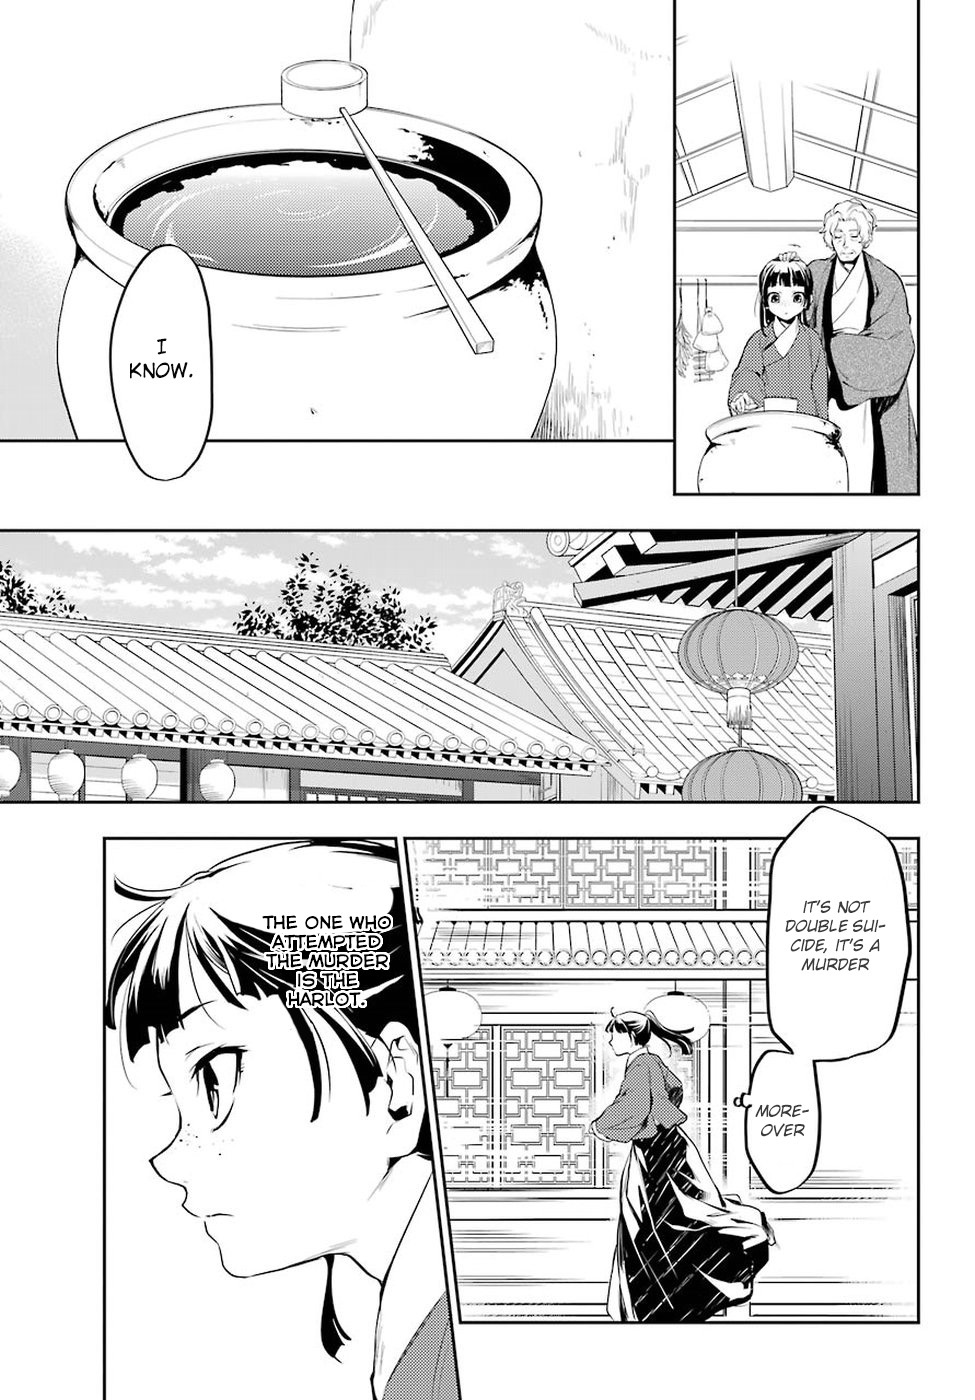 I
KNOW.
IT'S NOT
DOUBLE SUI-
CIDE, IT'S A
MURDER
MORE-
OVER
THE ONE WHO
ATTEMPTED
THE MURDER
IS THE
HARLOT.